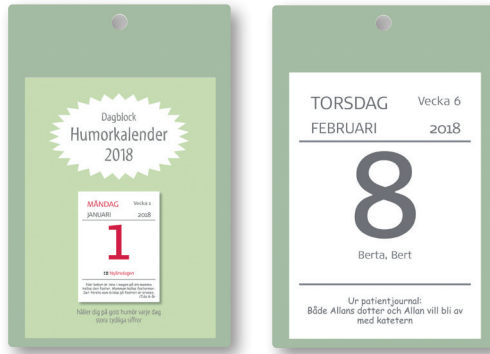 Dagblock
Humorkalender
2018
MÅNDAG Vecka 1
JANUARI 2018
1
Nyårsdagen
håller dig på gott humör varje dag
stora tydliga siffror
TORSDAG Vecka 6
FEBRUARI 2018
8
Berta, Bert
Ur patientjournal:
Både Allans dotter och Allan vill bli av
med katetern